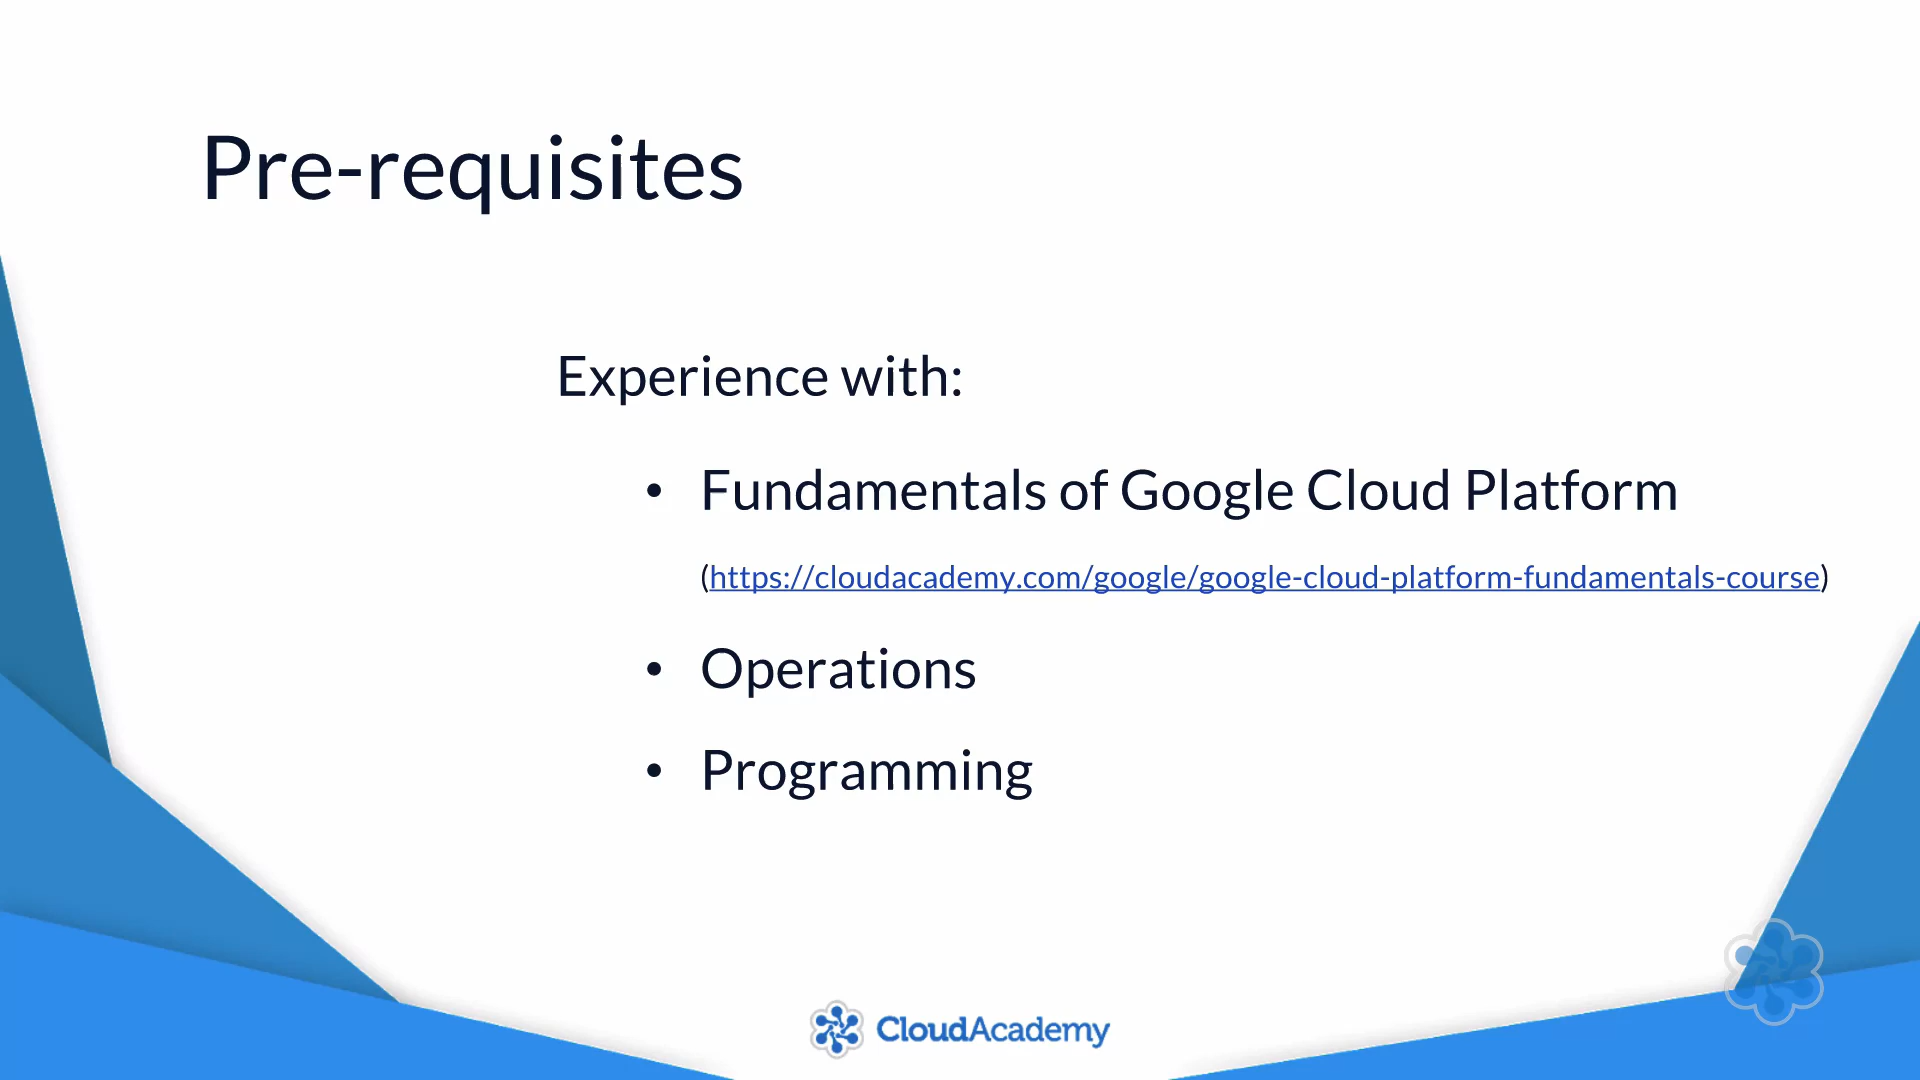 Pre-requisites
Experience with:
• Fundamentals of Google Cloud Platform
(https://cloudacademy.com/google/google-cloud-platform-fundamentals-course)
• Operations
• Programming
CloudAcademy